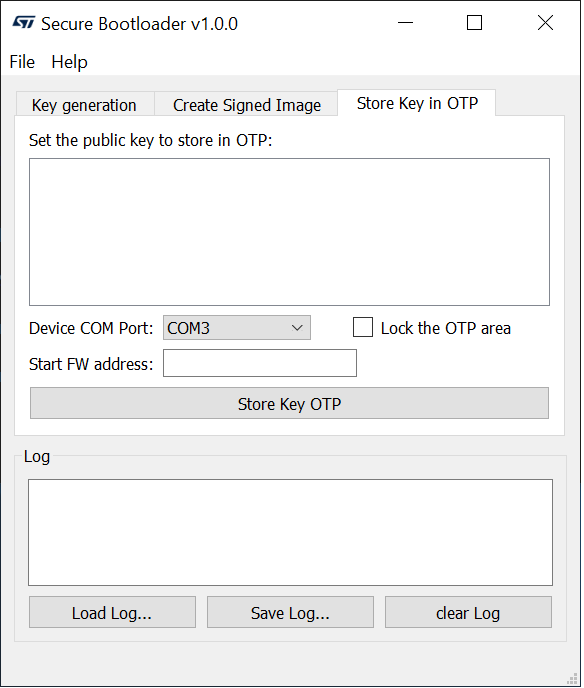 ST Secure Bootloader v1.0.0
File Help
Key generation Create Signed Image Store Key in OTP
Set the public key to store in OTP:
Device COM Port: COM3 Lock the OTP area
Start FW address:
Store Key OTP
Log
Load Log... Save Log... clear Log